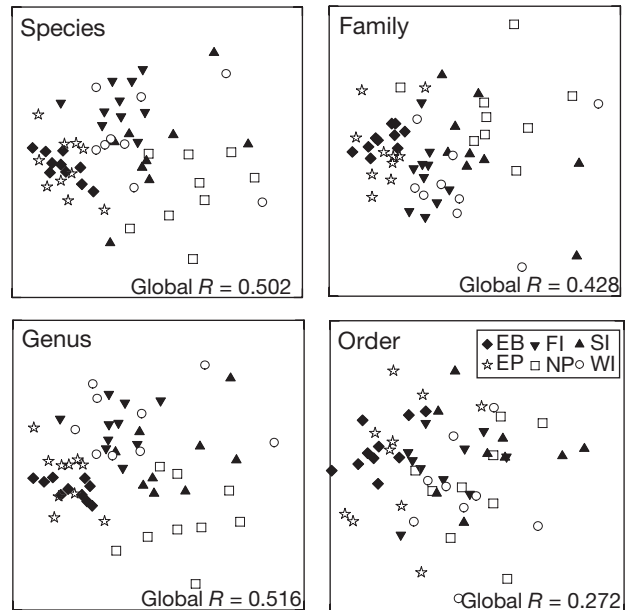 Species
Global R = 0.502
Family
Global R = 0.428
Genus
Global R = 0.516
Order
EB FI SI
EP NP WI
Global R = 0.272